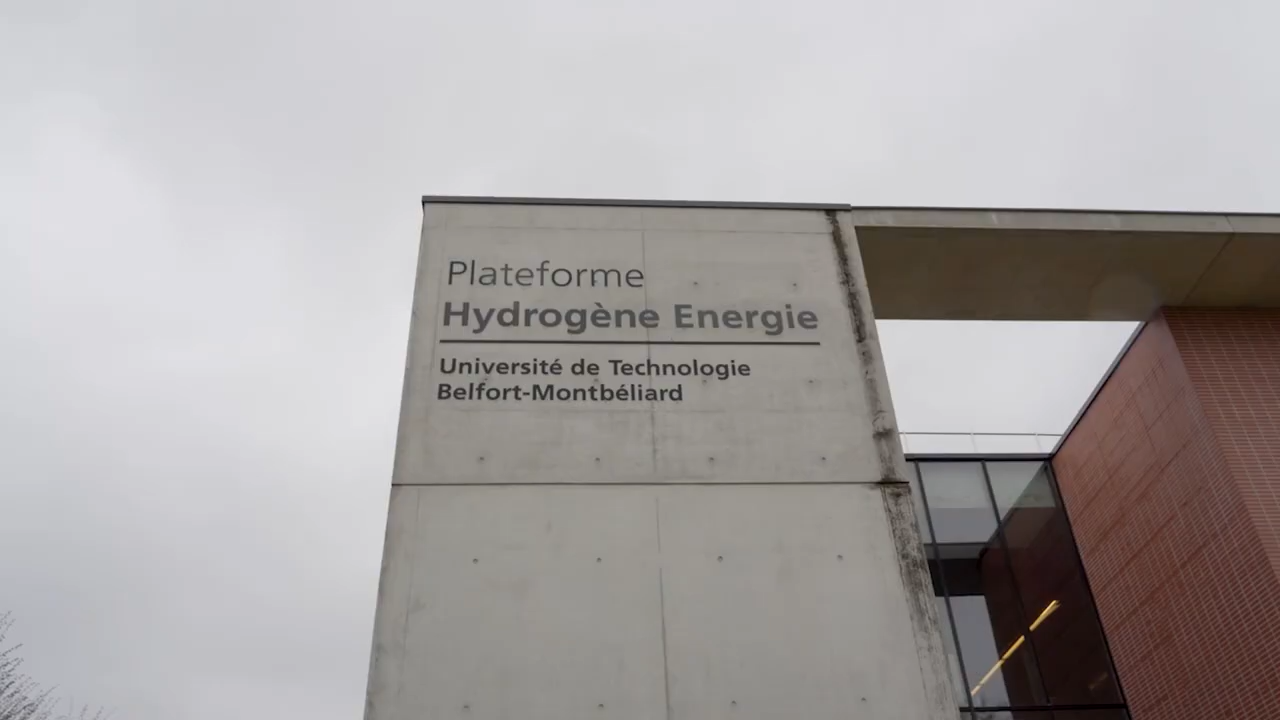 Plateforme
Hydrogène Energie
Université de Technologie
Belfort-Montbéliard